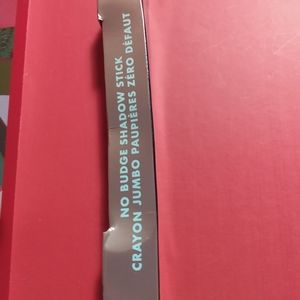 NO BUDGE SHADOW STICK
CRAYON JUMBO PAUPIÈRES ZÉRO DÉFAUT